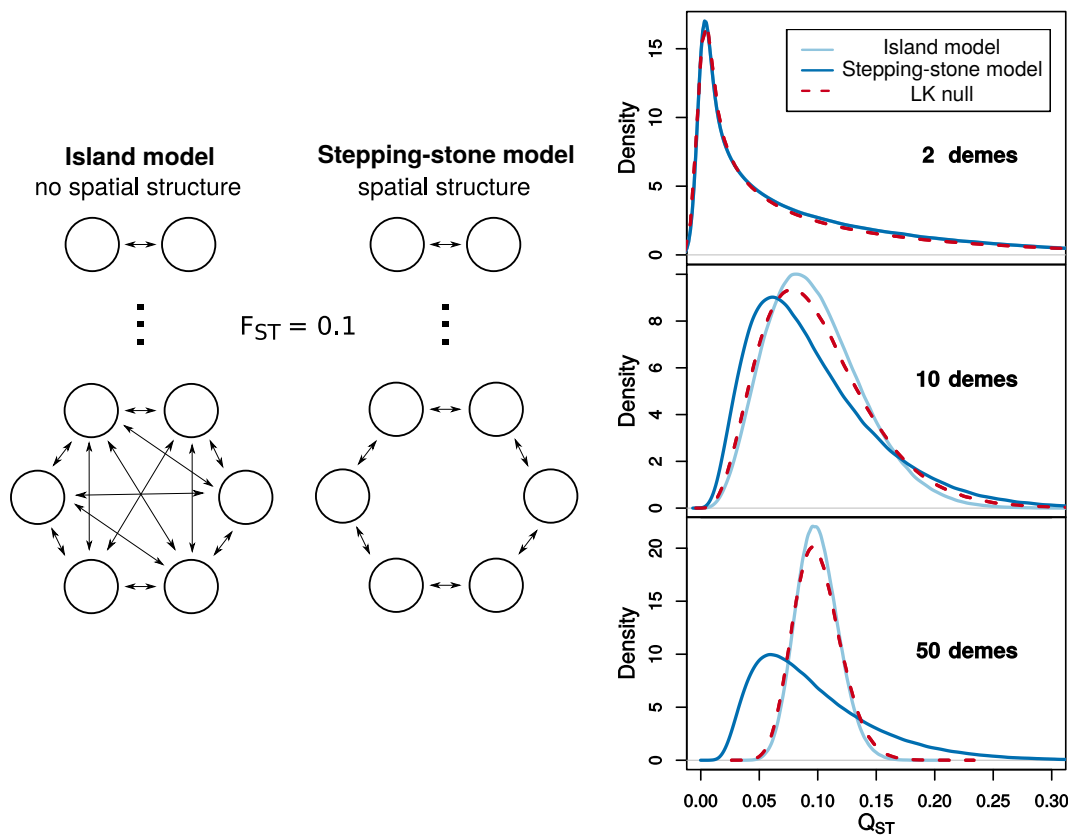 Island model
no spatial structure
Stepping-stone model
spatial structure
F_ST = 0.1
Density
15
10
5
0
Island model
Stepping-stone model
LK null
2 demes
Density
8
6
4
2
0
10 demes
Density
20
15
10
5
0
50 demes
0.00 0.05 0.10 0.15 0.20 0.25 0.30
Q_ST